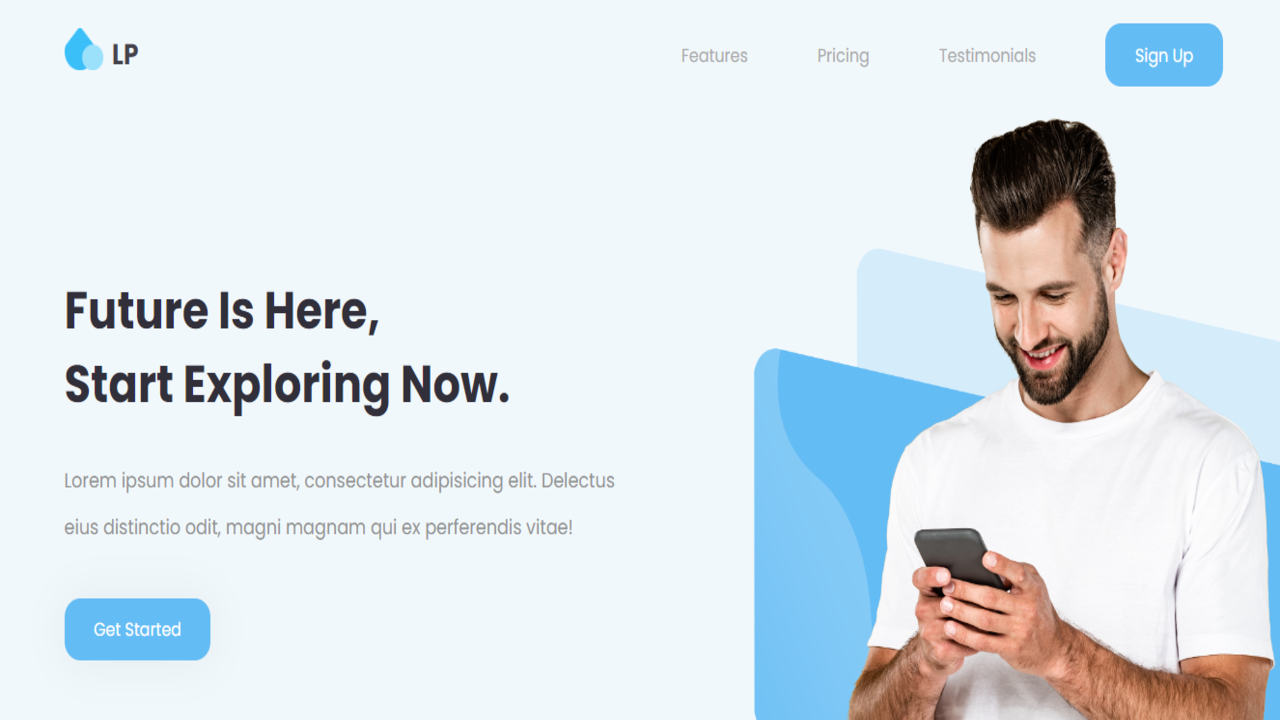 LP
Features
Pricing
Testimonials
Sign Up
Future Is Here,
Start Exploring Now.
Lorem ipsum dolor sit amet, consectetur adipisicing elit. Delectus
eius distinctio odit, magni magnam qui ex perferendis vitae!
Get Started